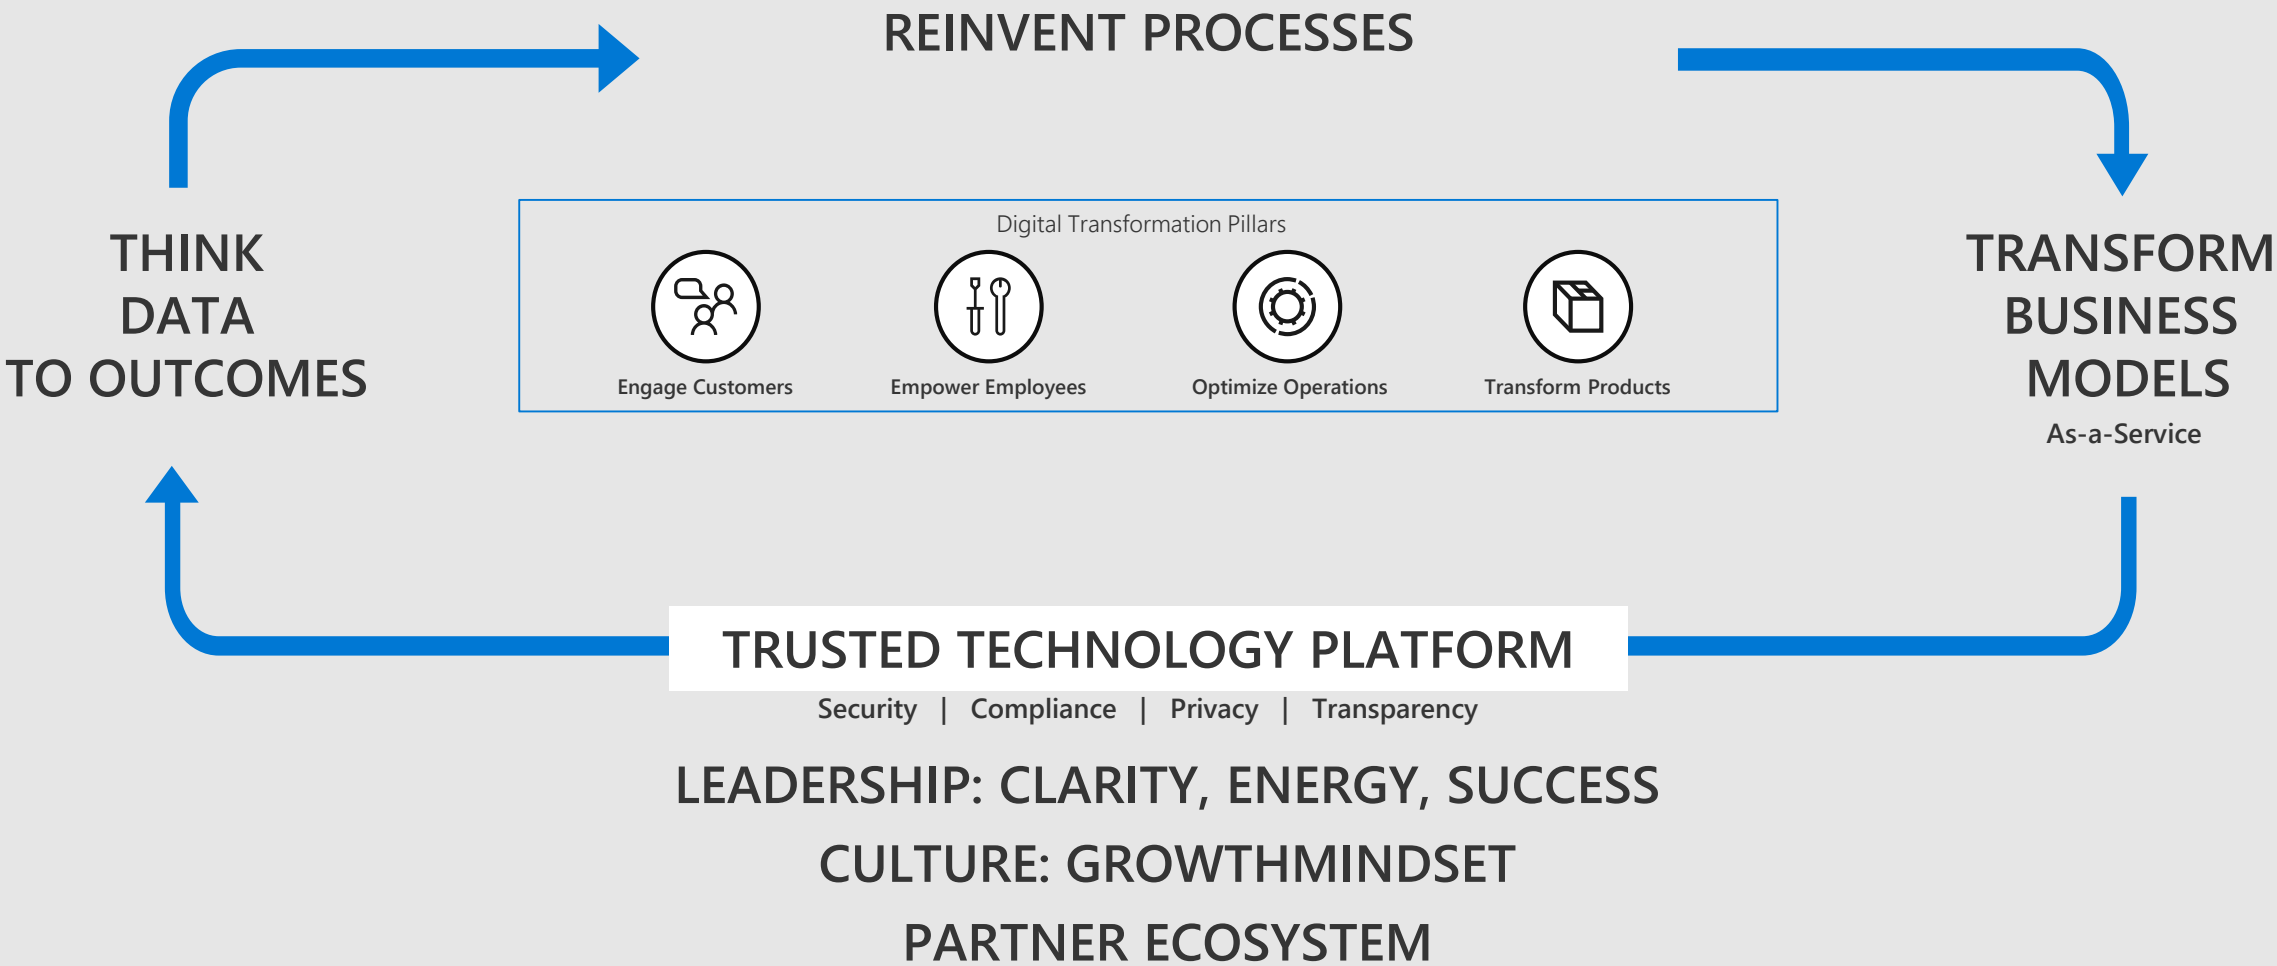 REINVENT PROCESSES
THINK
DATA
TO OUTCOMES
Digital Transformation Pillars
Engage Customers
Empower Employees
Optimize Operations
Transform Products
TRANSFORM
BUSINESS
MODELS
As-a-Service
TRUSTED TECHNOLOGY PLATFORM
Security | Compliance | Privacy | Transparency
LEADERSHIP: CLARITY, ENERGY, SUCCESS
CULTURE: GROWTHMINDSET
PARTNER ECOSYSTEM